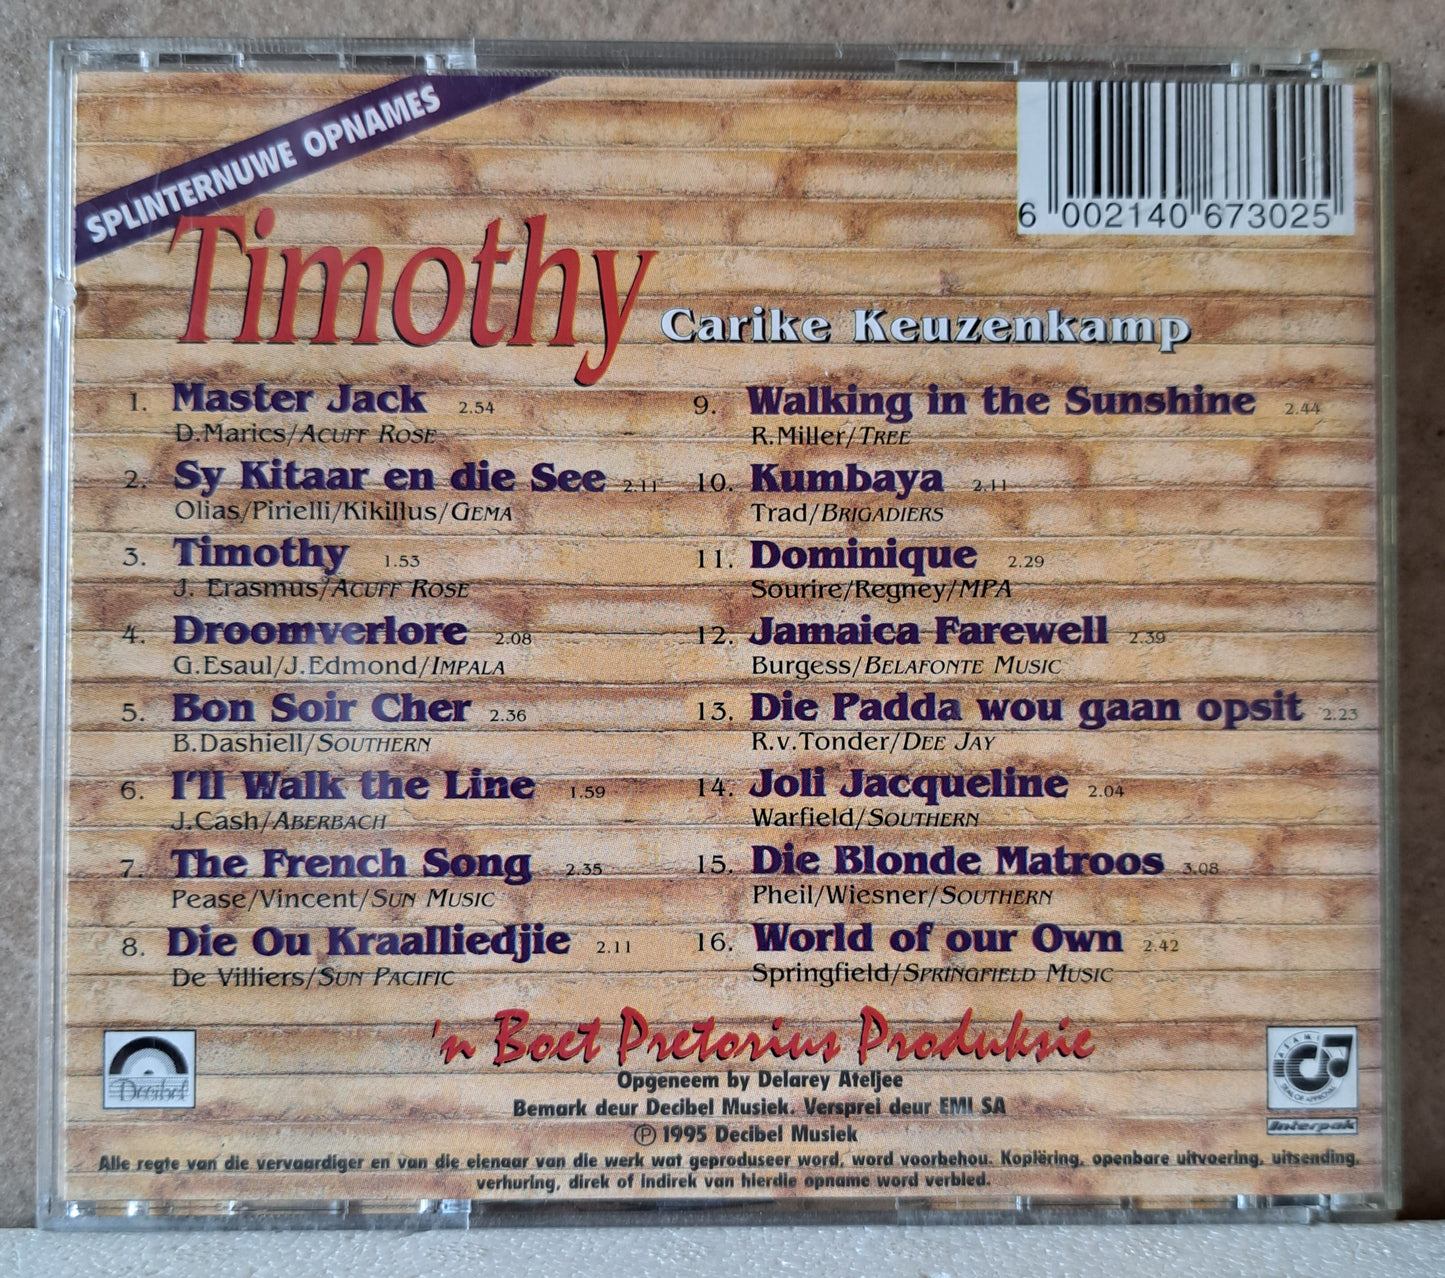 SPLINTERNUWE OPNAMES
6 002140 673025
Timothy
Carike Keuzenkamp
1. Master Jack 2.54
D.Marics/ACUFF ROSE
2. Sy Kitaar en die See 2.11
Olias/Pirielli/Kikillus/GEMA
3. Timothy 1.53
J. Erasmus/ACUFF ROSE
4. Droomverlore 2.08
G.Esaul/J.Edmond/IMPALA
5. Bon Soir Cher 2.36
B.Dashiell/SOUTHERN
6. I'll Walk the Line 1.59
J.Cash/ABERBACH
7. The French Song 2.35
Pease/Vincent/SUN MUSIC
8. Die Ou Kraalliedjie 2.11
De Villiers/SUN PACIFIC
9. Walking in the Sunshine 2.44
R.Miller/TREE
10. Kumbaya 2.11
Trad/BRIGADIERS
11. Dominique 2.29
Sourire/Regney/MPA
12. Jamaica Farewell 2.39
Burgess/BELAFONTE MUSIC
13. Die Padda wou gaan opsit 2.23
R.v.Tonder/DEE JAY
14. Joli Jacqueline 2.04
Warfield/SOUTHERN
15. Die Blonde Matroos 3.08
Pheil/Wiesner/SOUTHERN
16. World of our Own 2.42
Springfield/SPRINGFIELD MUSIC
'n Boet Pretorius Produksie
Opgeneem by Delarey Ateljee
Bemark deur Decibel Musiek. Versprei deur EMI SA
℗ 1995 Decibel Musiek
Alle regte van die vervaardiger en van die eienaar van die werk wat geproduseer word, word voorbehou. Kopiëring, openbare uitvoering, uitsending,
verhuring, direk of indirek van hierdie opname word verbied.
Decibel
ASAMI
SEAL OF APPROVAL
Interpak